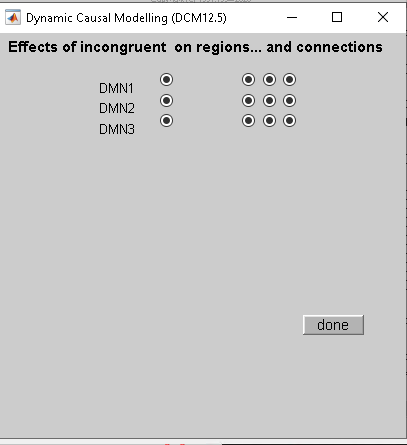 Dynamic Causal Modelling (DCM12.5)
Effects of incongruent  on regions... and connections
DMN1
DMN2
DMN3
done